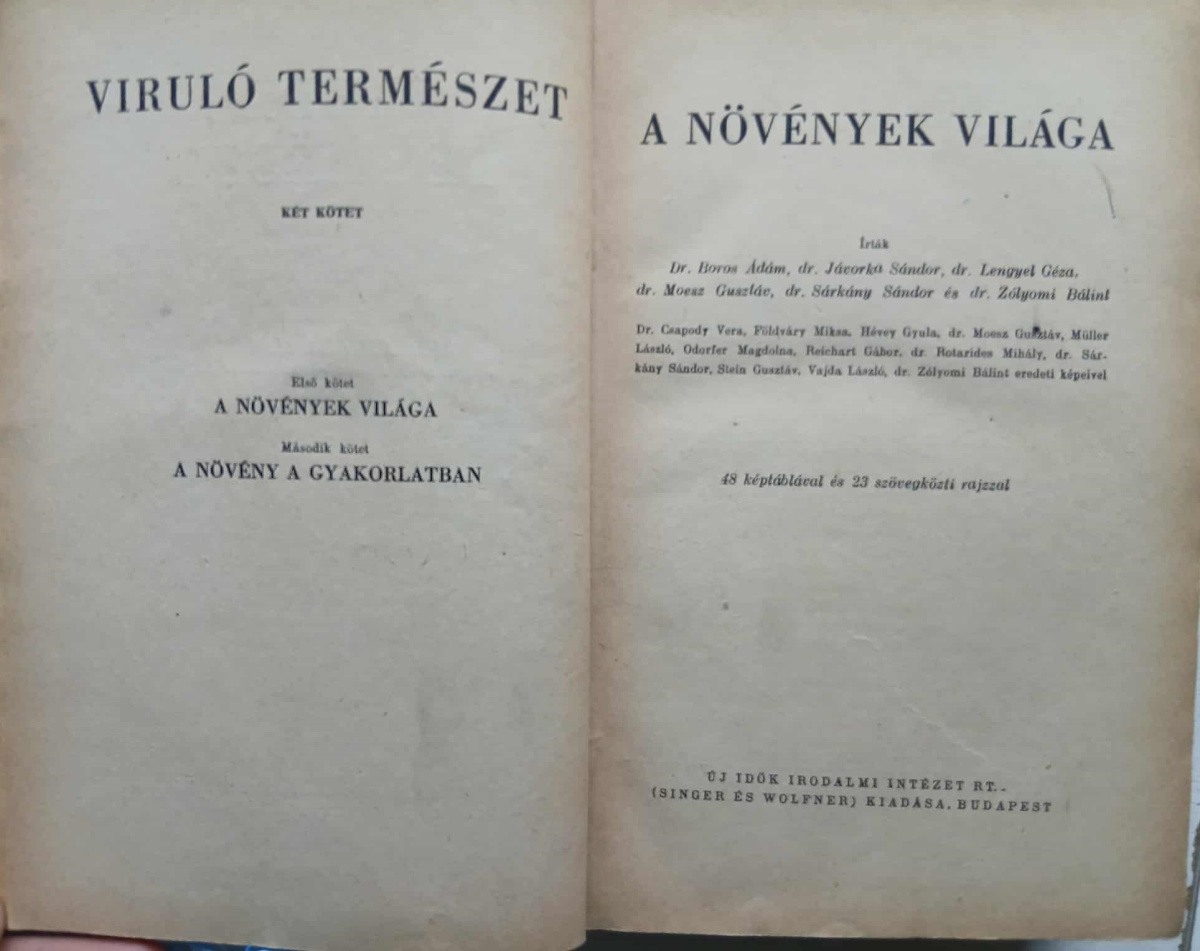 VIRULÓ TERMÉSZET
KÉT KÖTET
Első kötet
A NÖVÉNYEK VILÁGA
Második kötet
A NÖVÉNY A GYAKORLATBAN
A NÖVÉNYEK VILÁGA
Írták
Dr. Boros Ádám, dr. Jávorka Sándor, dr. Lengyel Géza,
dr. Moesz Gusztáv, dr. Sárkány Sándor és dr. Zólyomi Bálint
Dr. Csapody Vera, Földváry Miksa, Hévey Gyula, dr. Moesz Gusztáv, Müller
László, Odorfer Magdolna, Reichart Gábor, dr. Rotarides Mihály, dr. Sár-
kány Sándor, Stein Gusztáv, Vajda László, dr. Zólyomi Bálint eredeti képeivel
48 képtáblával és 23 szövegközti rajzzal
ÚJ IDŐK IRODALMI INTÉZET RT.
(SINGER ÉS WOLFNER) KIADÁSA, BUDAPEST